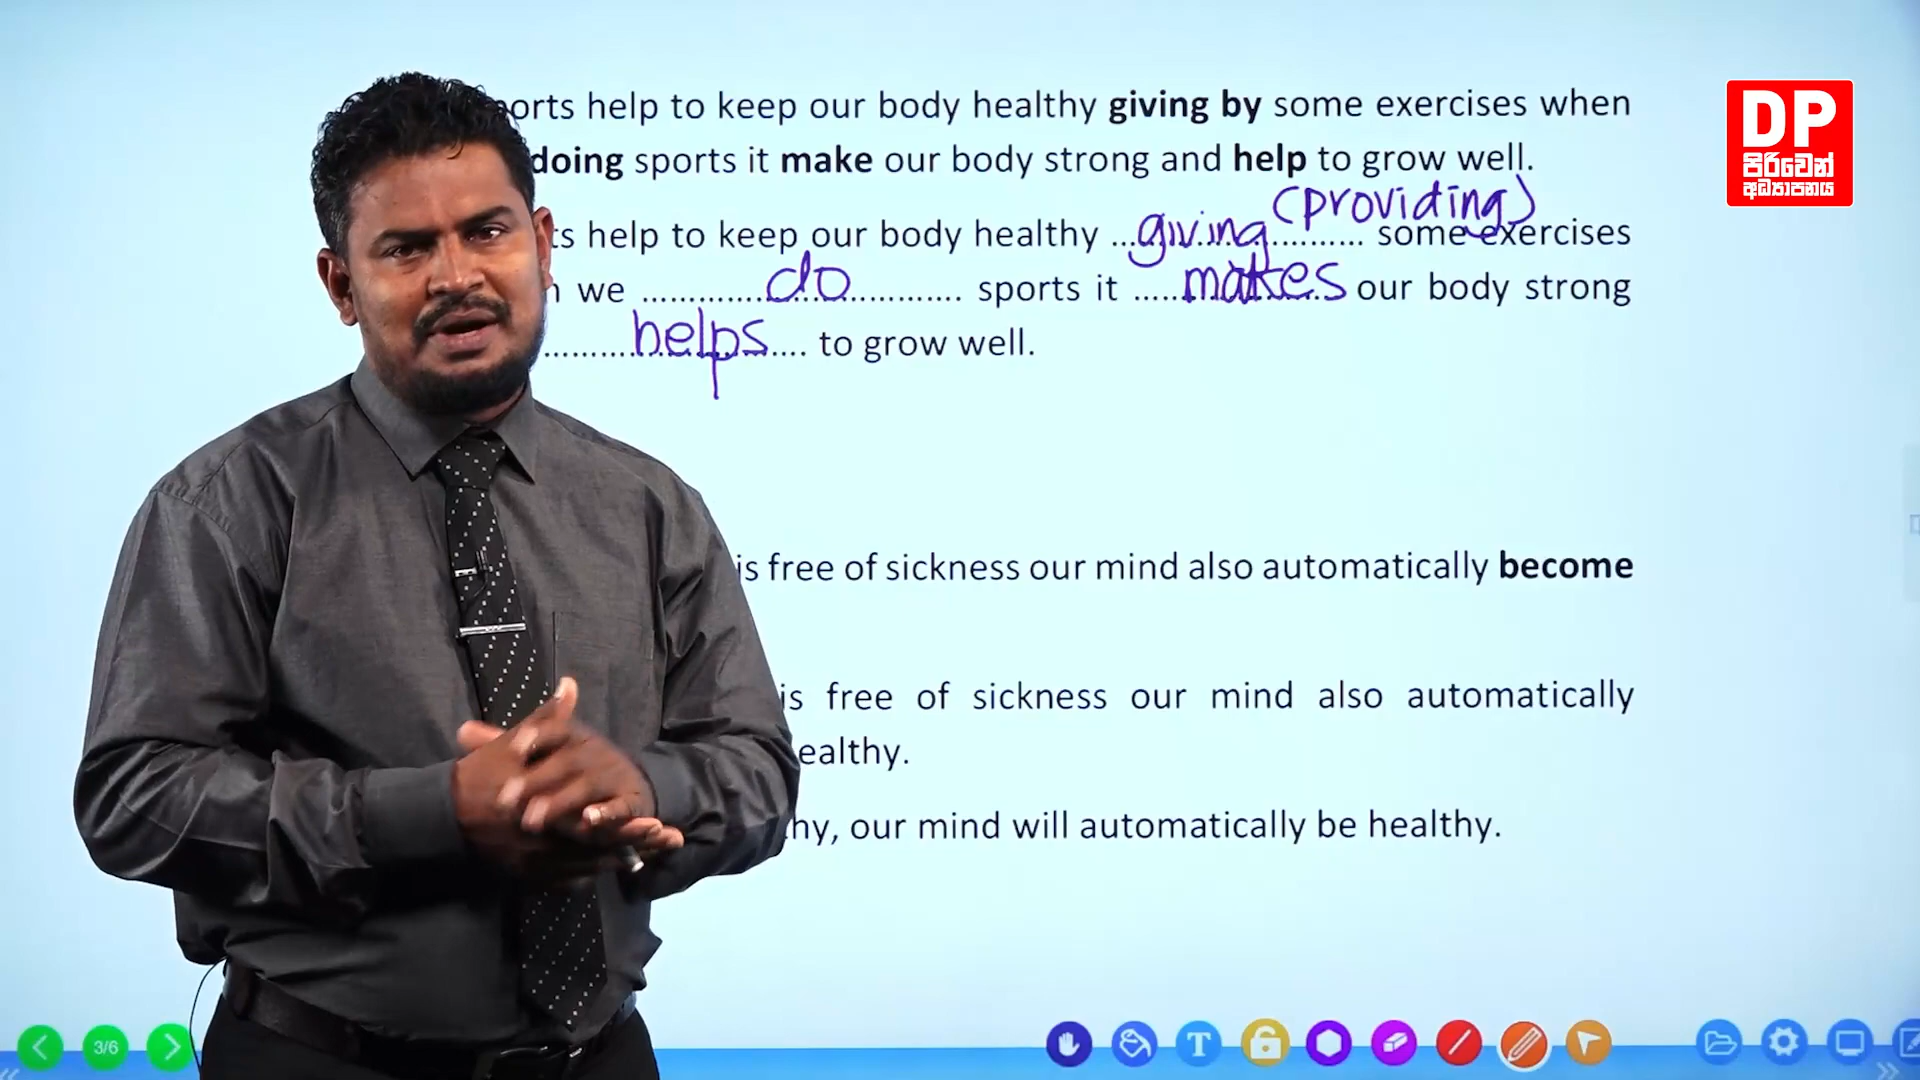 orts help to keep our body healthy giving by some exercises when
doing sports it make our body strong and help to grow well.
(providing)
help to keep our body healthy ...giving... some exercises
we ...do... sports it ...makes... our body strong
...helps... to grow well.
is free of sickness our mind also automatically become
is free of sickness our mind also automatically
ealthy.
hy, our mind will automatically be healthy.
DP
පිරිවෙන්
අධ්‍යාපනය
3/6
T